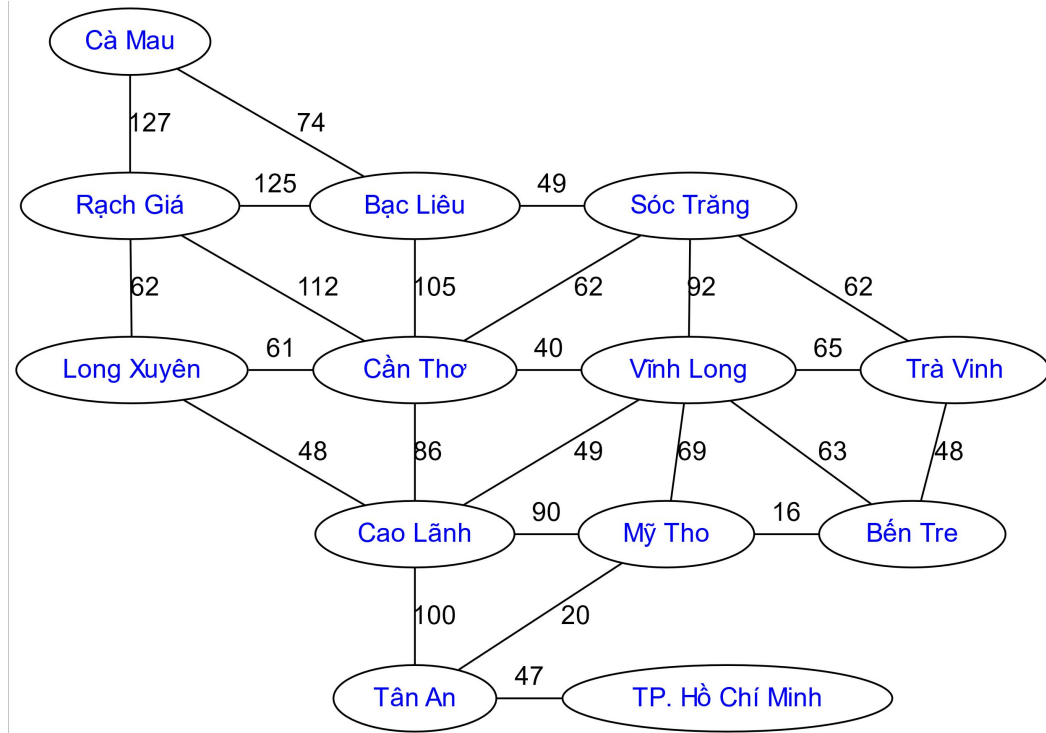 Cà Mau
127
74
Rạch Giá
125
Bạc Liêu
49
Sóc Trăng
62
112
105
62
92
62
Long Xuyên
61
Cần Thơ
40
Vĩnh Long
65
Trà Vinh
48
86
49
69
63
48
Cao Lãnh
90
Mỹ Tho
16
Bến Tre
100
20
Tân An
47
TP. Hồ Chí Minh